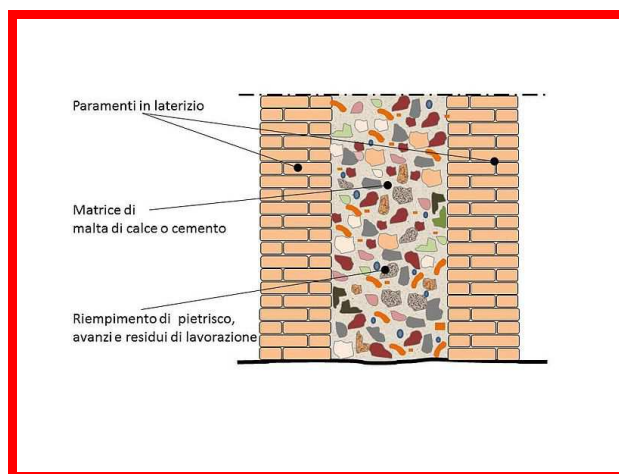 Paramenti in laterizio
Matrice di
malta di calce o cemento
Riempimento di pietrisco,
avanzi e residui di lavorazione